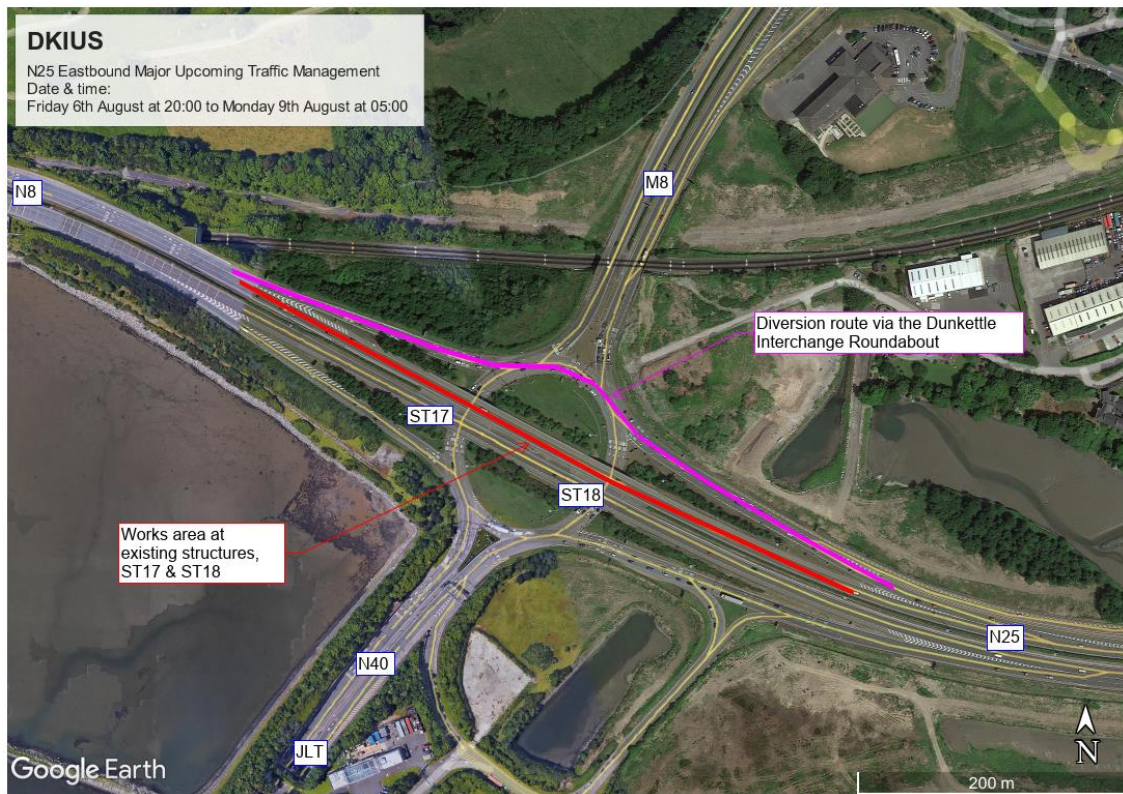 DKIUS
N25 Eastbound Major Upcoming Traffic Management
Date & time:
Friday 6th August at 20:00 to Monday 9th August at 05:00
N8
M8
Diversion route via the Dunkettle
Interchange Roundabout
ST17
ST18
Works area at
existing structures,
ST17 & ST18
N25
N40
JLT
N
Google Earth
200 m